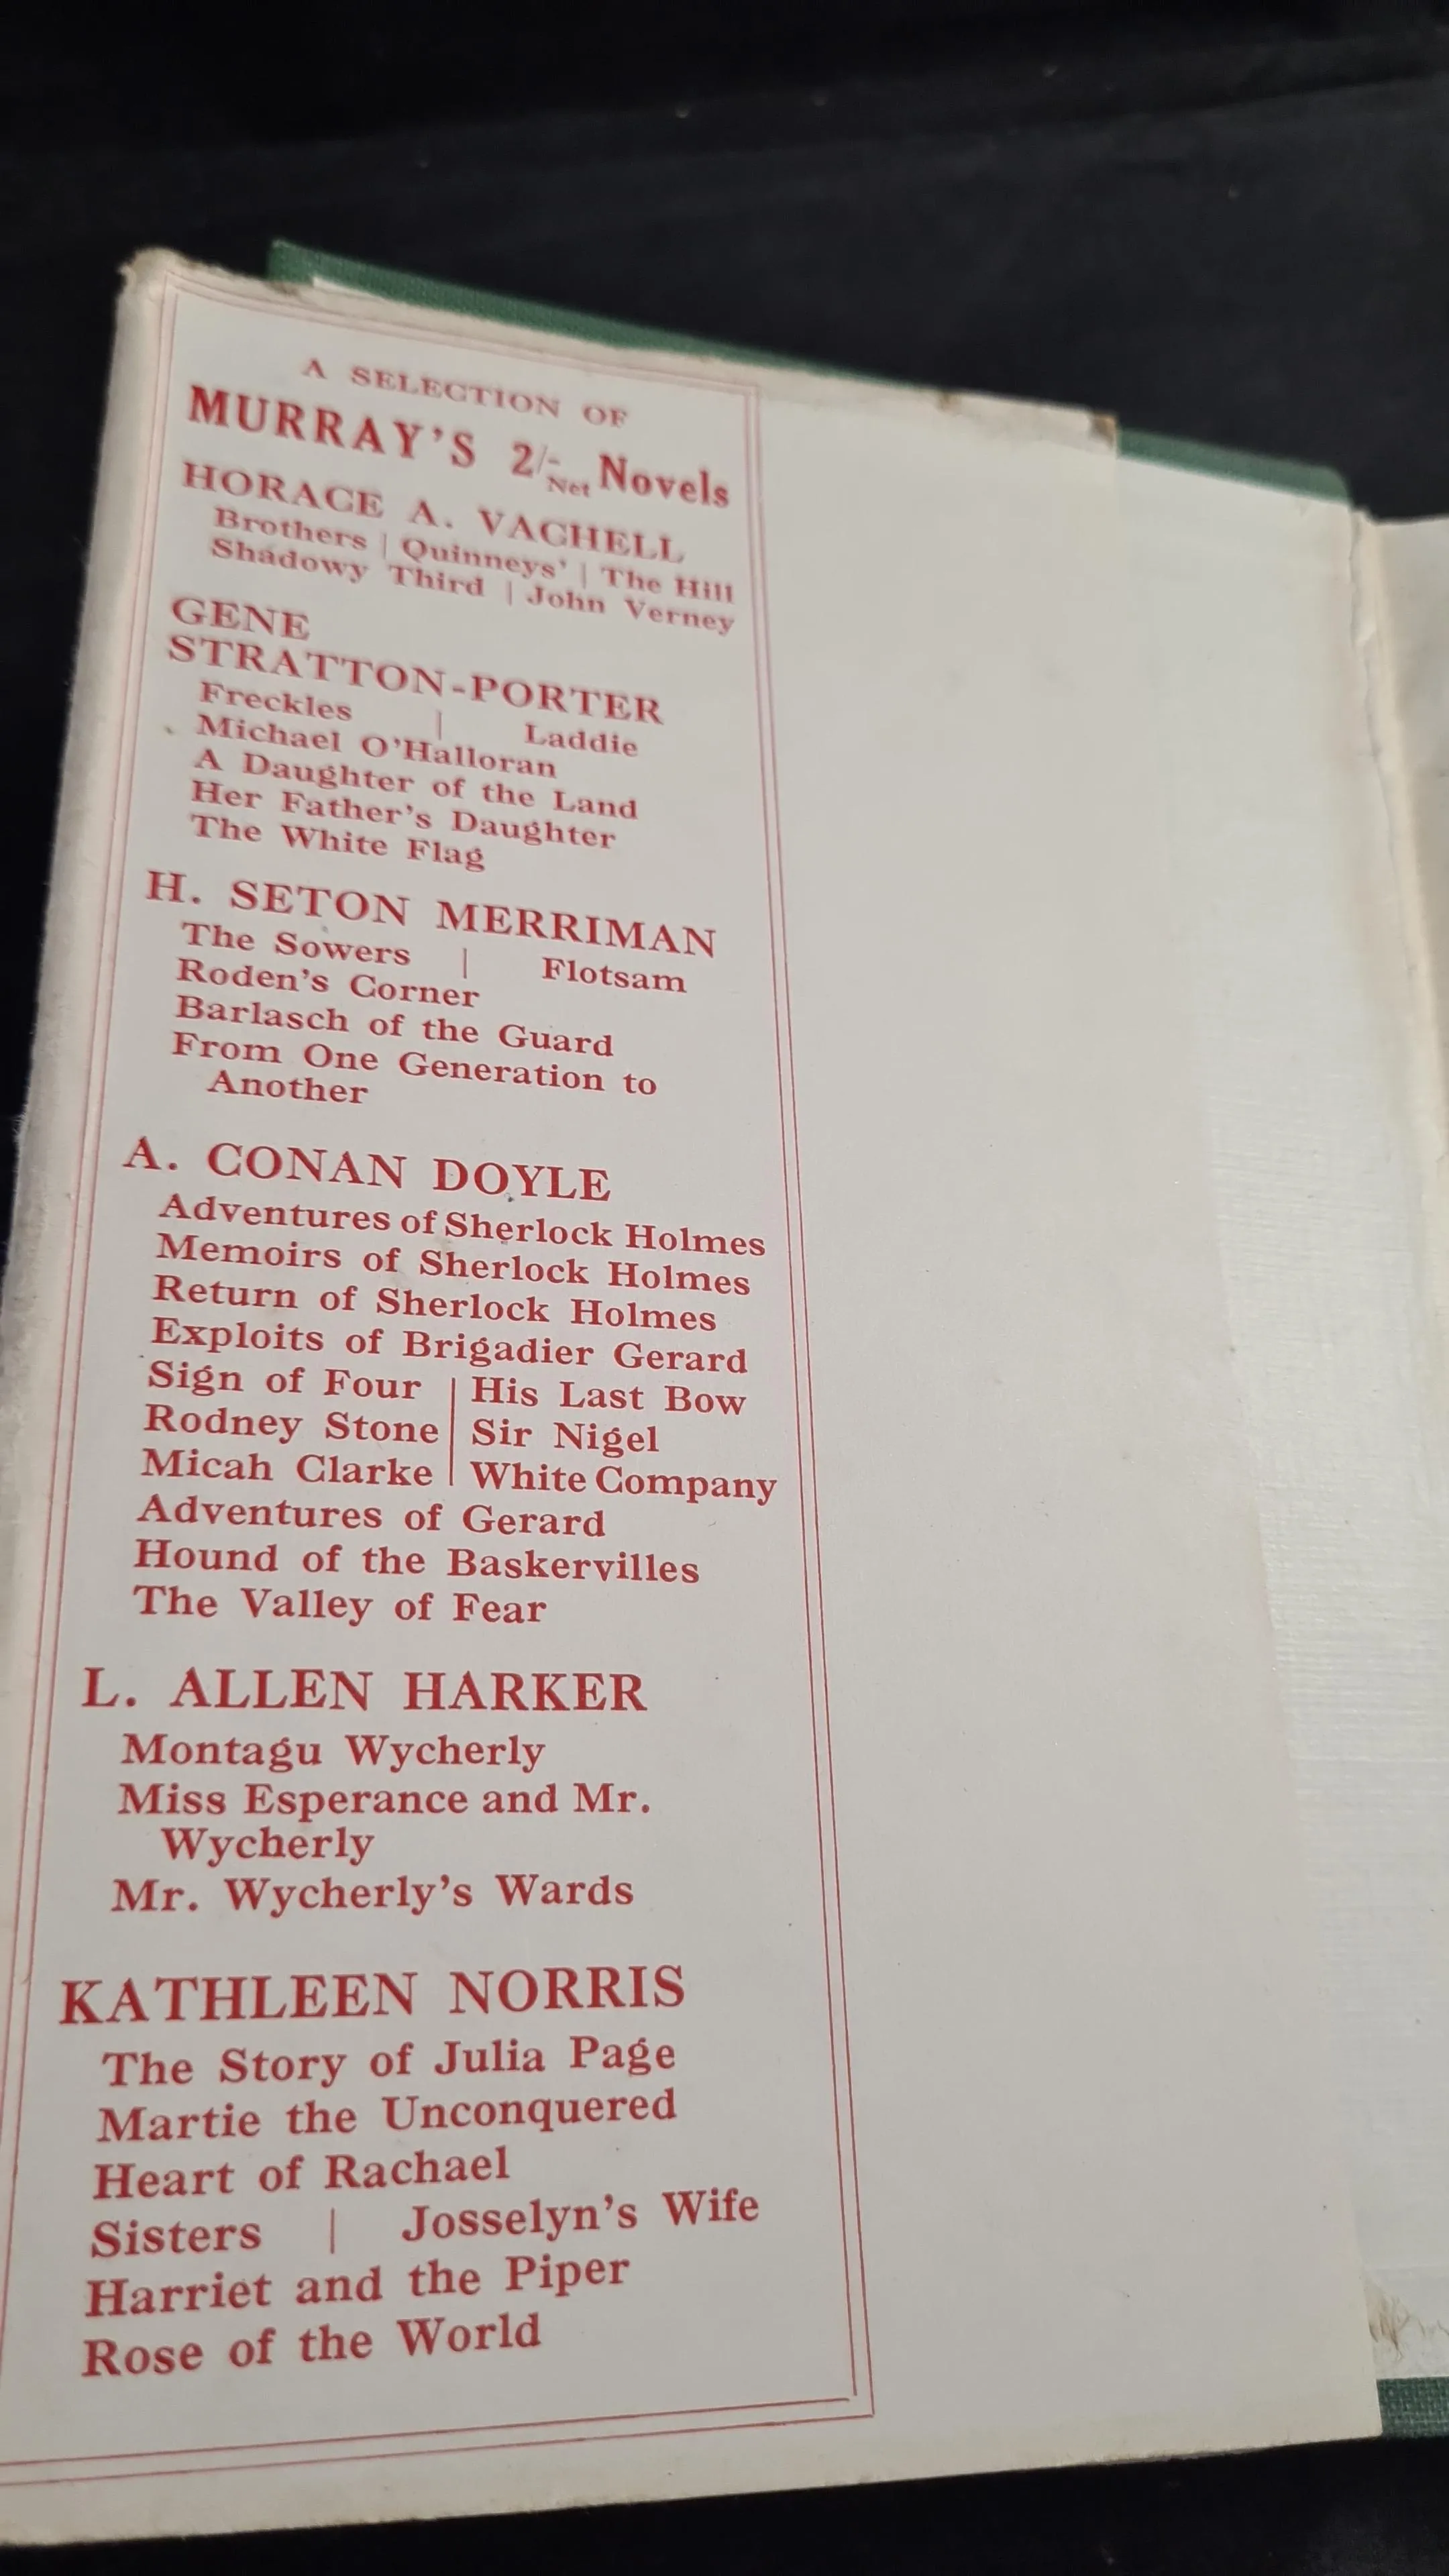 A SELECTION OF
MURRAY'S 2/- Net Novels
HORACE A. VACHELL
Brothers | Quinneys' | The Hill
Shadowy Third | John Verney
GENE
STRATTON-PORTER
Freckles | Laddie
Michael O'Halloran
A Daughter of the Land
Her Father's Daughter
The White Flag
H. SETON MERRIMAN
The Sowers | Flotsam
Roden's Corner
Barlasch of the Guard
From One Generation to
Another
A. CONAN DOYLE
Adventures of Sherlock Holmes
Memoirs of Sherlock Holmes
Return of Sherlock Holmes
Exploits of Brigadier Gerard
Sign of Four | His Last Bow
Rodney Stone | Sir Nigel
Micah Clarke | White Company
Adventures of Gerard
Hound of the Baskervilles
The Valley of Fear
L. ALLEN HARKER
Montagu Wycherly
Miss Esperance and Mr.
Wycherly
Mr. Wycherly's Wards
KATHLEEN NORRIS
The Story of Julia Page
Martie the Unconquered
Heart of Rachael
Sisters | Josselyn's Wife
Harriet and the Piper
Rose of the World